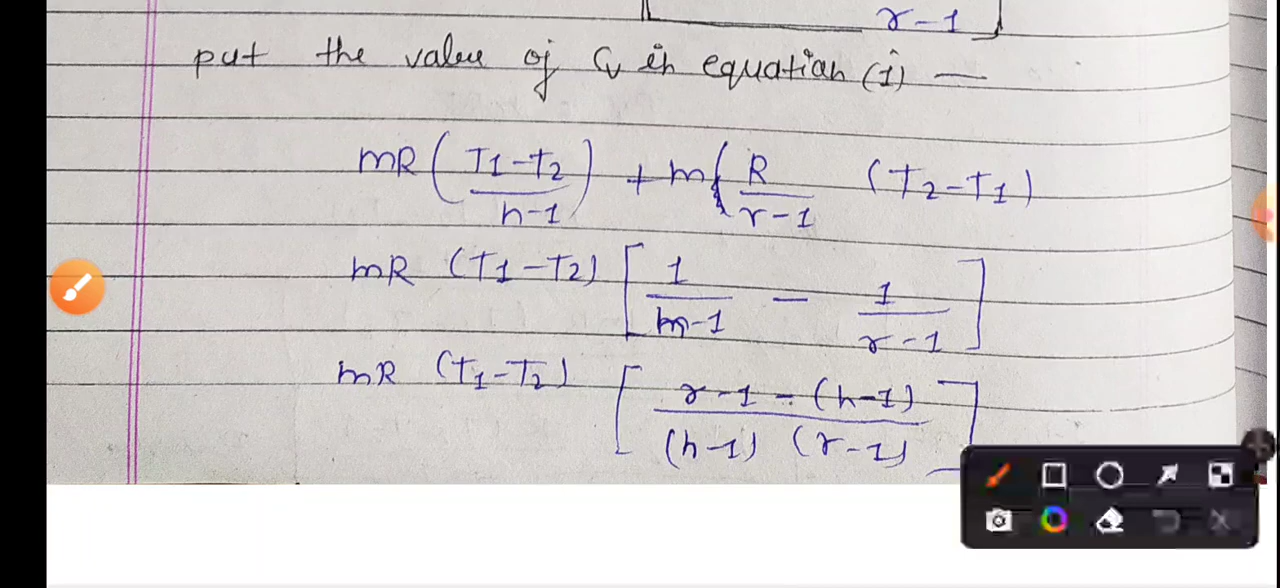 r-1
put the value of Cv in equation (i) —
mR ( T1-T2 / n-1 ) + m( R / r-1 (T2-T1)
mR (T1-T2) [ 1 / m-1 - 1 / r-1 ]
mR (T1-T2) [ r-1-(n-1) / (n-1) (r-1) ]